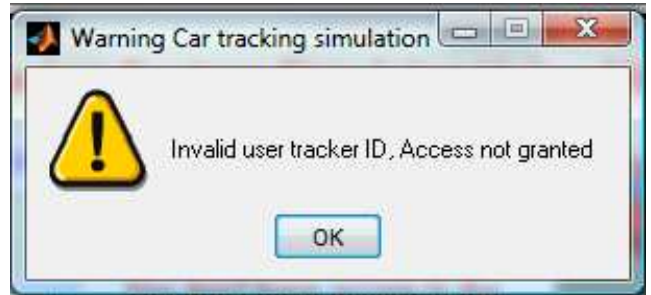 Warning Car tracking simulation
Invalid user tracker ID, Access not granted
OK